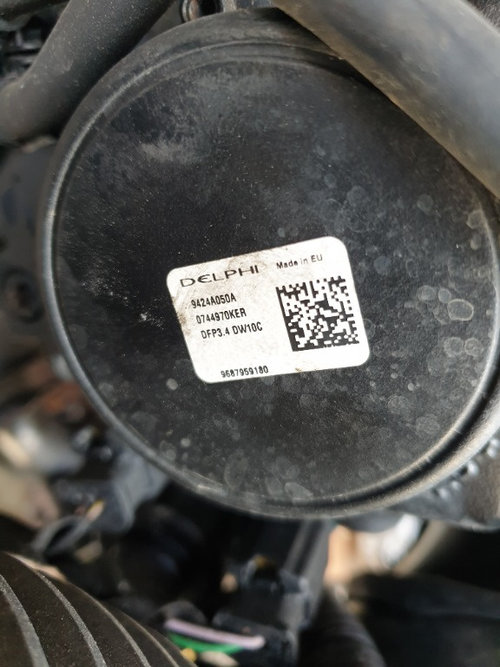 DELPHI Made in EU
9424A050A
0744970KER
DFP3.4 DW10C
9687959180